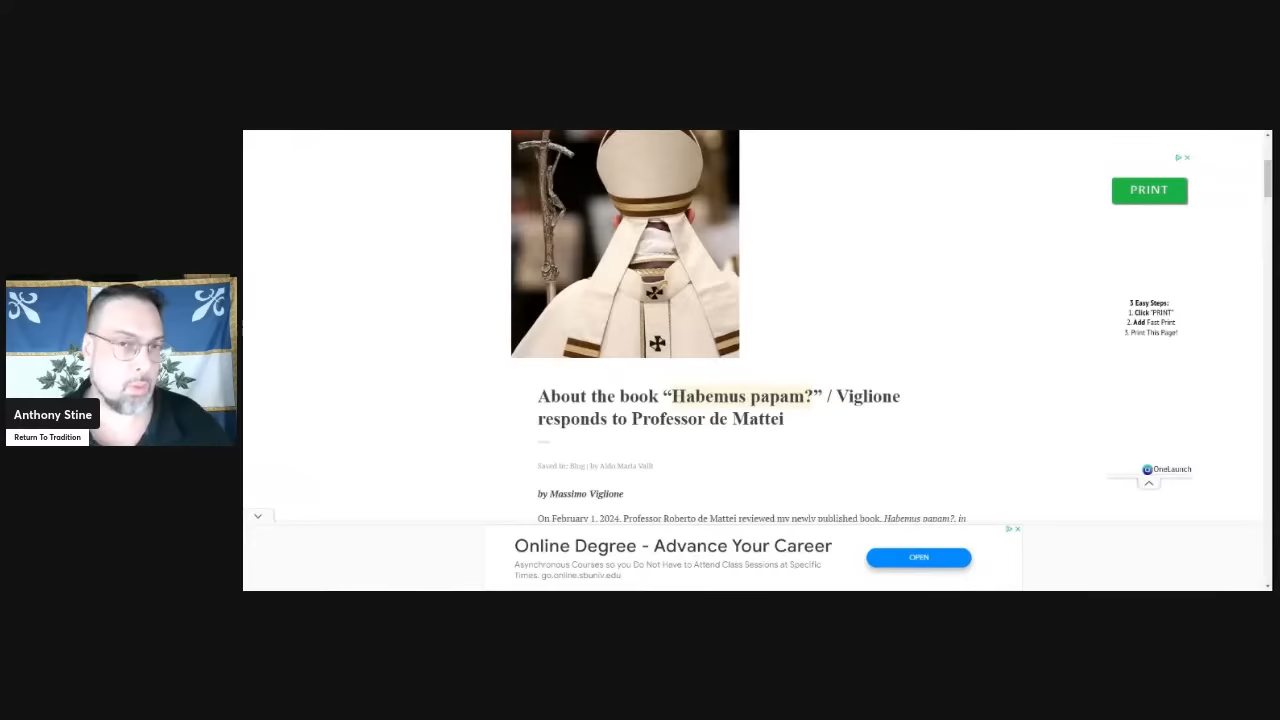 PRINT
3 Easy Steps:
1. Click "PRINT"
2. Add Fast Print
3. Print This Page!
Anthony Stine
Return To Tradition
About the book “Habemus papam?” / Viglione
responds to Professor de Mattei
Saved in: Blog | by Aldo Maria Valli
by Massimo Viglione
On February 1, 2024, Professor Roberto de Mattei reviewed my newly published book, Habemus papam?, in
OneLaunch
Online Degree - Advance Your Career
Asynchronous Courses so you Do Not Have to Attend Class Sessions at Specific
Times. go.online.sbuniv.edu
OPEN